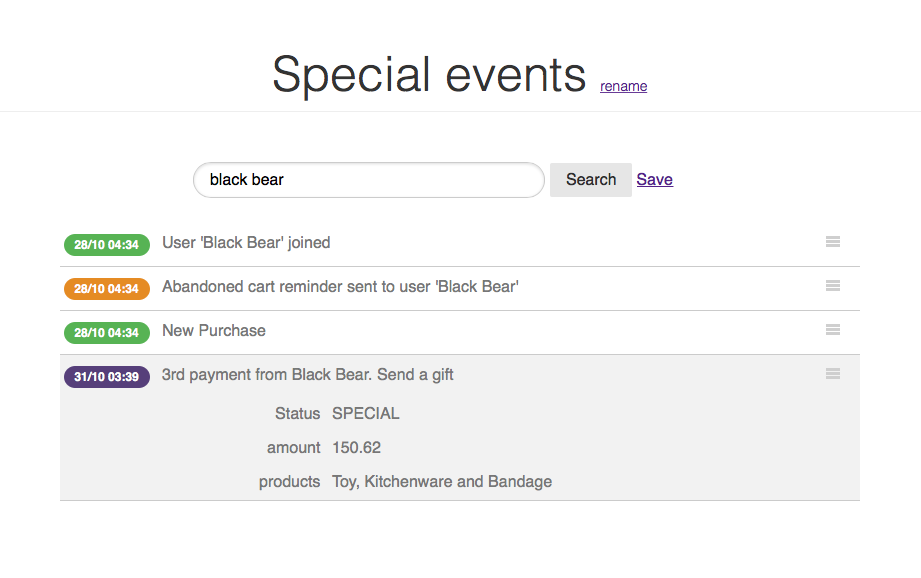 Special events rename
black bear Search Save
28/10 04:34 User 'Black Bear' joined
28/10 04:34 Abandoned cart reminder sent to user 'Black Bear'
28/10 04:34 New Purchase
31/10 03:39 3rd payment from Black Bear. Send a gift
Status SPECIAL
amount 150.62
products Toy, Kitchenware and Bandage